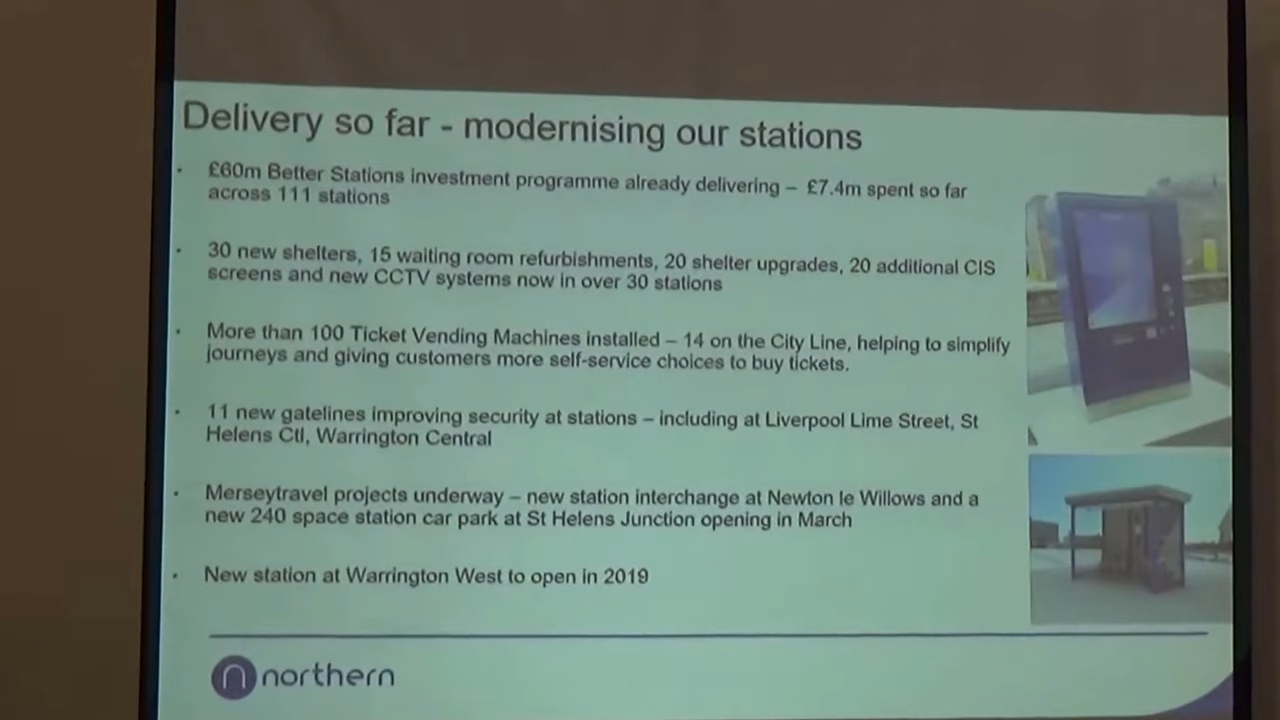 Delivery so far - modernising our stations
· £60m Better Stations investment programme already delivering – £7.4m spent so far
across 111 stations
· 30 new shelters, 15 waiting room refurbishments, 20 shelter upgrades, 20 additional CIS
screens and new CCTV systems now in over 30 stations
· More than 100 Ticket Vending Machines installed – 14 on the City Line, helping to simplify
journeys and giving customers more self-service choices to buy tickets.
· 11 new gatelines improving security at stations – including at Liverpool Lime Street, St
Helens Ctl, Warrington Central
· Merseytravel projects underway – new station interchange at Newton le Willows and a
new 240 space station car park at St Helens Junction opening in March
· New station at Warrington West to open in 2019
n northern